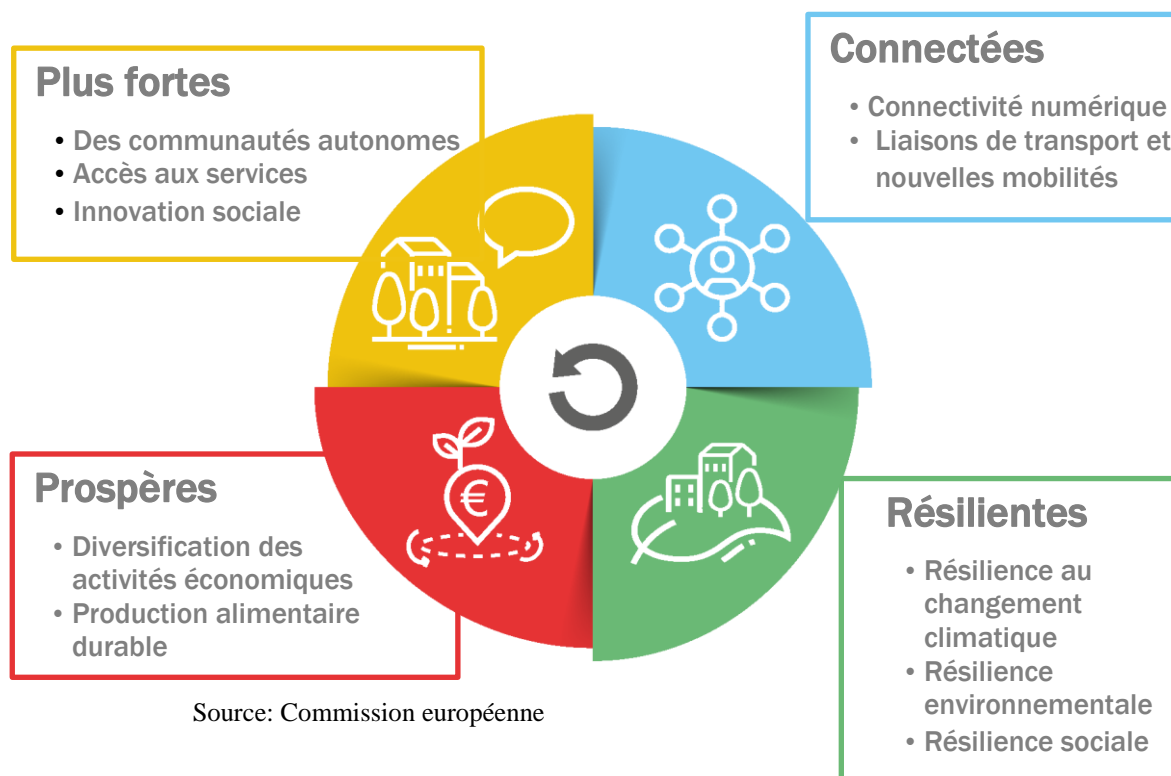 Plus fortes
• Des communautés autonomes
• Accès aux services
• Innovation sociale
Connectées
• Connectivité numérique
• Liaisons de transport et
nouvelles mobilités
Prospères
• Diversification des
activités économiques
• Production alimentaire
durable
€
Résilientes
• Résilience au
changement
climatique
• Résilience
environnementale
• Résilience sociale
Source: Commission européenne